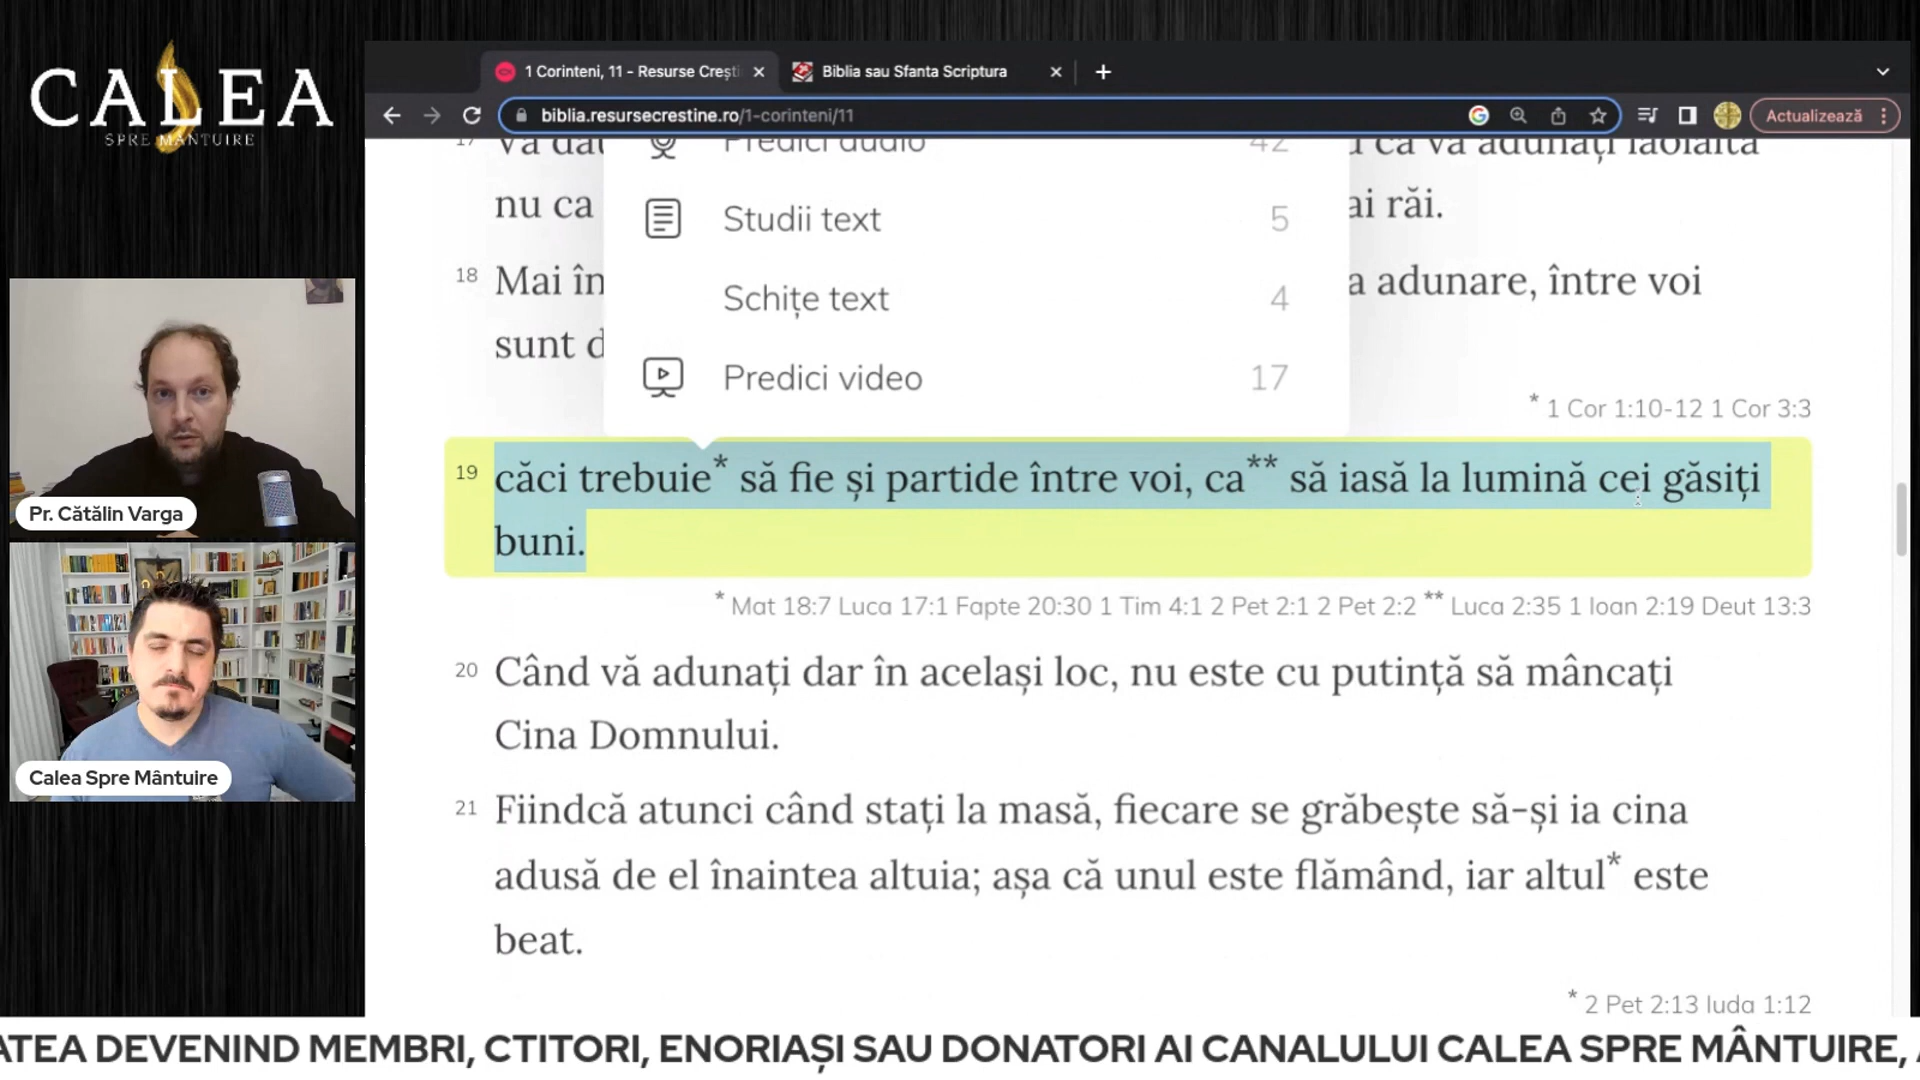 CALEA
SPRE MÂNTUIRE
1 Corinteni, 11 - Resurse Crești
Biblia sau Sfanta Scriptura
biblia.resursecrestine.ro/1-corinteni/11
Actualizează
Predici audio 42
că vă adunați laolaltă
nu ca
ai răi.
Studii text 5
18 Mai în
a adunare, între voi
Schițe text 4
sunt d
Predici video 17
* 1 Cor 1:10-12 1 Cor 3:3
19 căci trebuie* să fie și partide între voi, ca** să iasă la lumină cei găsiți
buni.
* Mat 18:7 Luca 17:1 Fapte 20:30 1 Tim 4:1 2 Pet 2:1 2 Pet 2:2 ** Luca 2:35 1 Ioan 2:19 Deut 13:3
20 Când vă adunați dar în același loc, nu este cu putință să mâncați
Cina Domnului.
21 Fiindcă atunci când stați la masă, fiecare se grăbește să-și ia cina
adusă de el înaintea altuia; așa că unul este flămând, iar altul* este
beat.
* 2 Pet 2:13 Iuda 1:12
Pr. Cătălin Varga
Calea Spre Mântuire
ATEA DEVENIND MEMBRI, CTITORI, ENORIAȘI SAU DONATORI AI CANALULUI CALEA SPRE MÂNTUIRE,